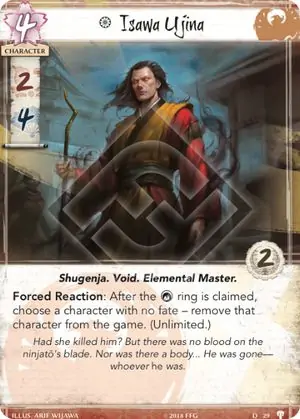 4
Isawa Ujina
CHARACTER
2
4
2
Shugenja. Void. Elemental Master.
Forced Reaction: After the ring is claimed,
choose a character with no fate – remove that
character from the game. (Unlimited.)
Had she killed him? But there was no blood on the
ninjatō's blade. Nor was there a body... He was gone—
whoever he was.
ILLUS. ARIF WIJAYA
©2018 FFG
D 29